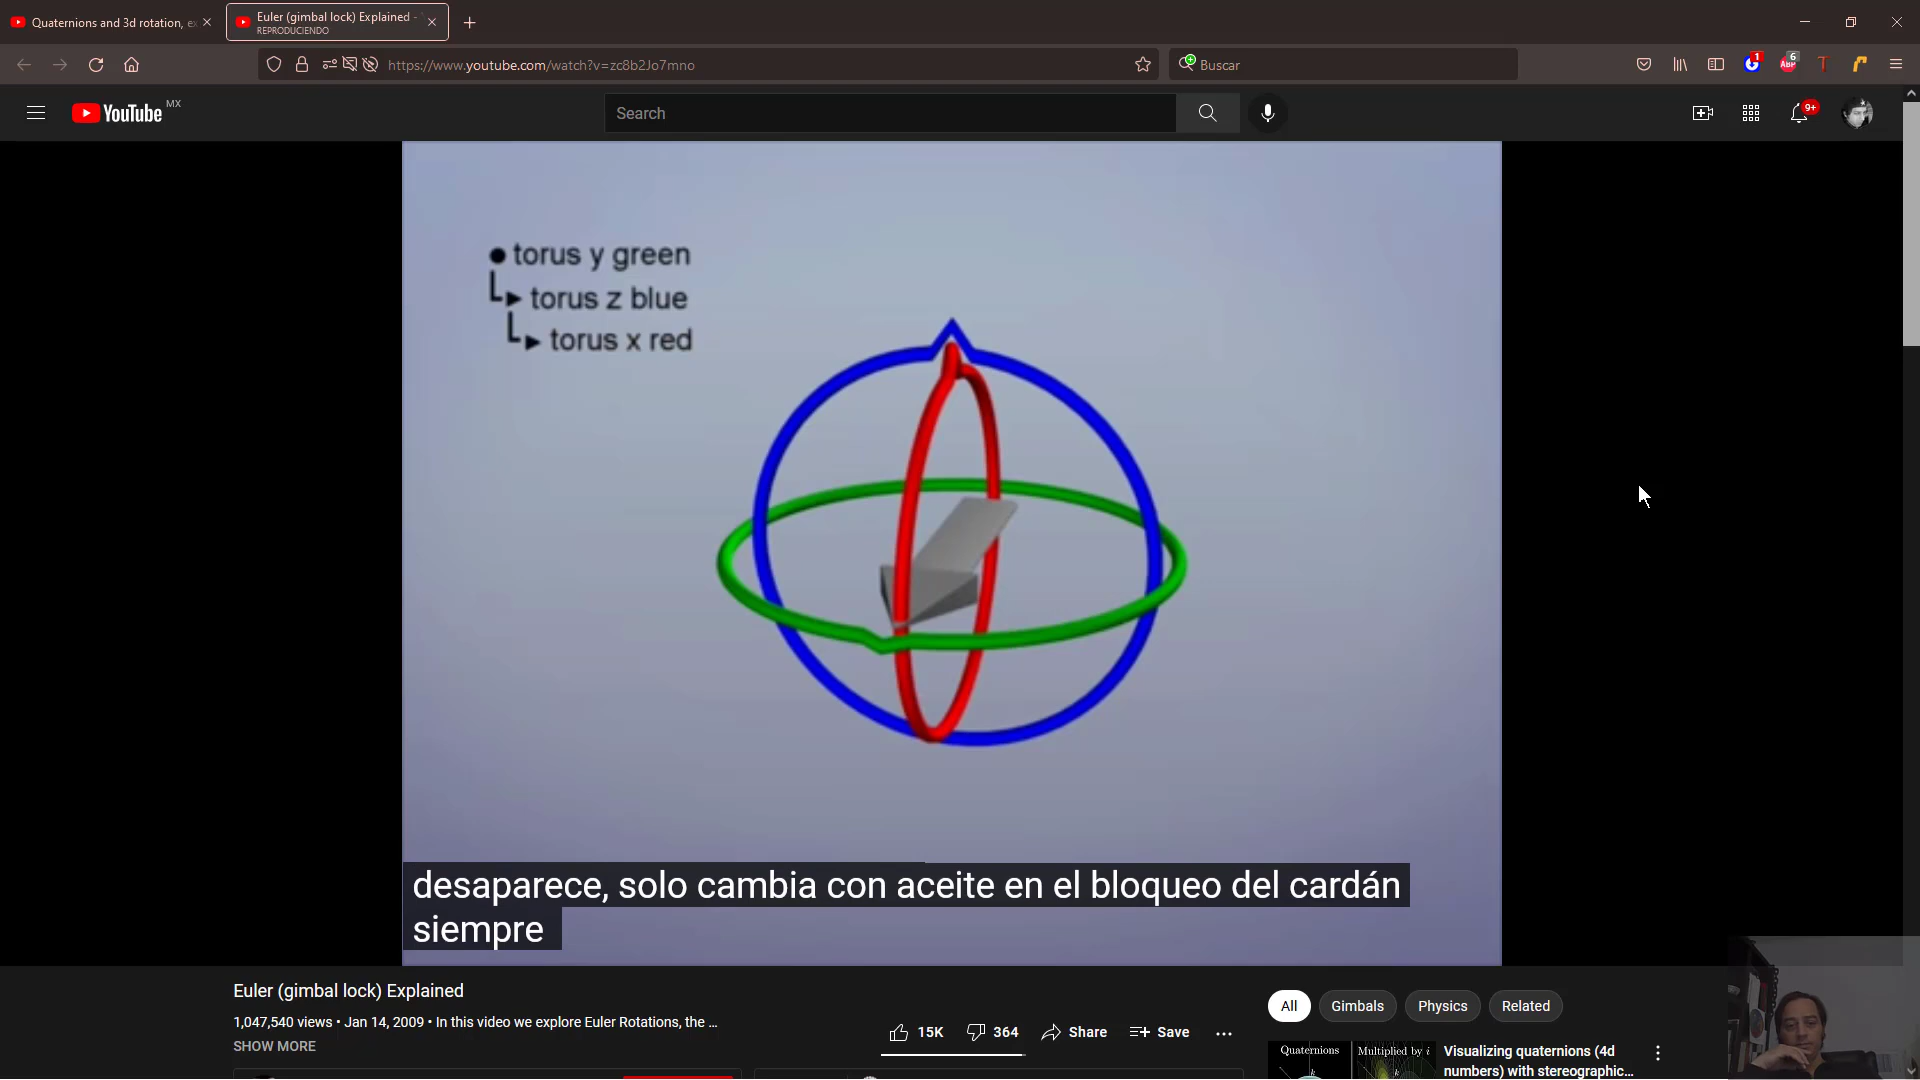 Quaternions and 3d rotation, e
Euler (gimbal lock) Explained -
REPRODUCIENDO
https://www.youtube.com/watch?v=zc8b2Jo7mno
Buscar
1
6
ABP
YouTube MX
Search
9+
torus y green
torus z blue
torus x red
desaparece, solo cambia con aceite en el bloqueo del cardán
siempre
Euler (gimbal lock) Explained
1,047,540 views • Jan 14, 2009 • In this video we explore Euler Rotations, the ...
15K 364 Share Save
SHOW MORE
All Gimbals Physics Related
Quaternions Multiplied by i
Visualizing quaternions (4d
numbers) with stereographic...